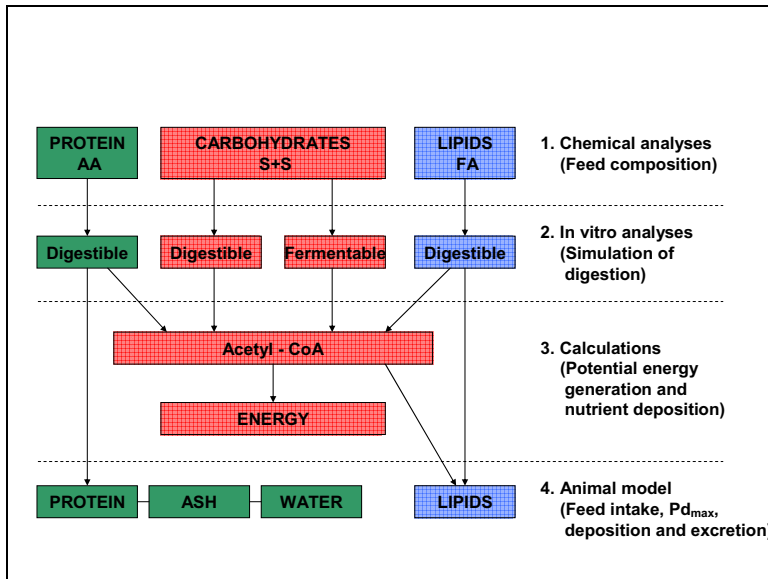 PROTEIN
AA
CARBOHYDRATES
S+S
LIPIDS
FA
1. Chemical analyses
(Feed composition)
Digestible
Digestible
Fermentable
Digestible
2. In vitro analyses
(Simulation of
digestion)
Acetyl - CoA
ENERGY
3. Calculations
(Potential energy
generation and
nutrient deposition)
PROTEIN
ASH
WATER
LIPIDS
4. Animal model
(Feed intake, Pdmax,
deposition and excretion)